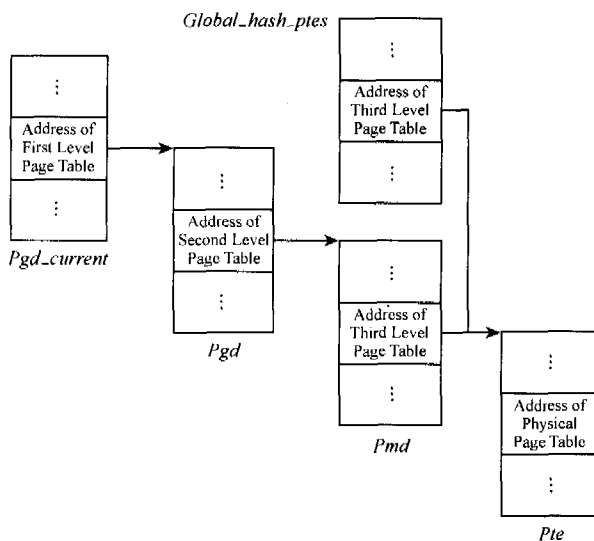 Global_hash_ptes
⋮
Address of
First Level
Page Table
⋮
Pgd_current
⋮
Address of
Second Level
Page Table
⋮
Pgd
⋮
Address of
Third Level
Page Table
⋮
⋮
Address of
Third Level
Page Table
⋮
Pmd
⋮
Address of
Physical
Page Table
⋮
Pte